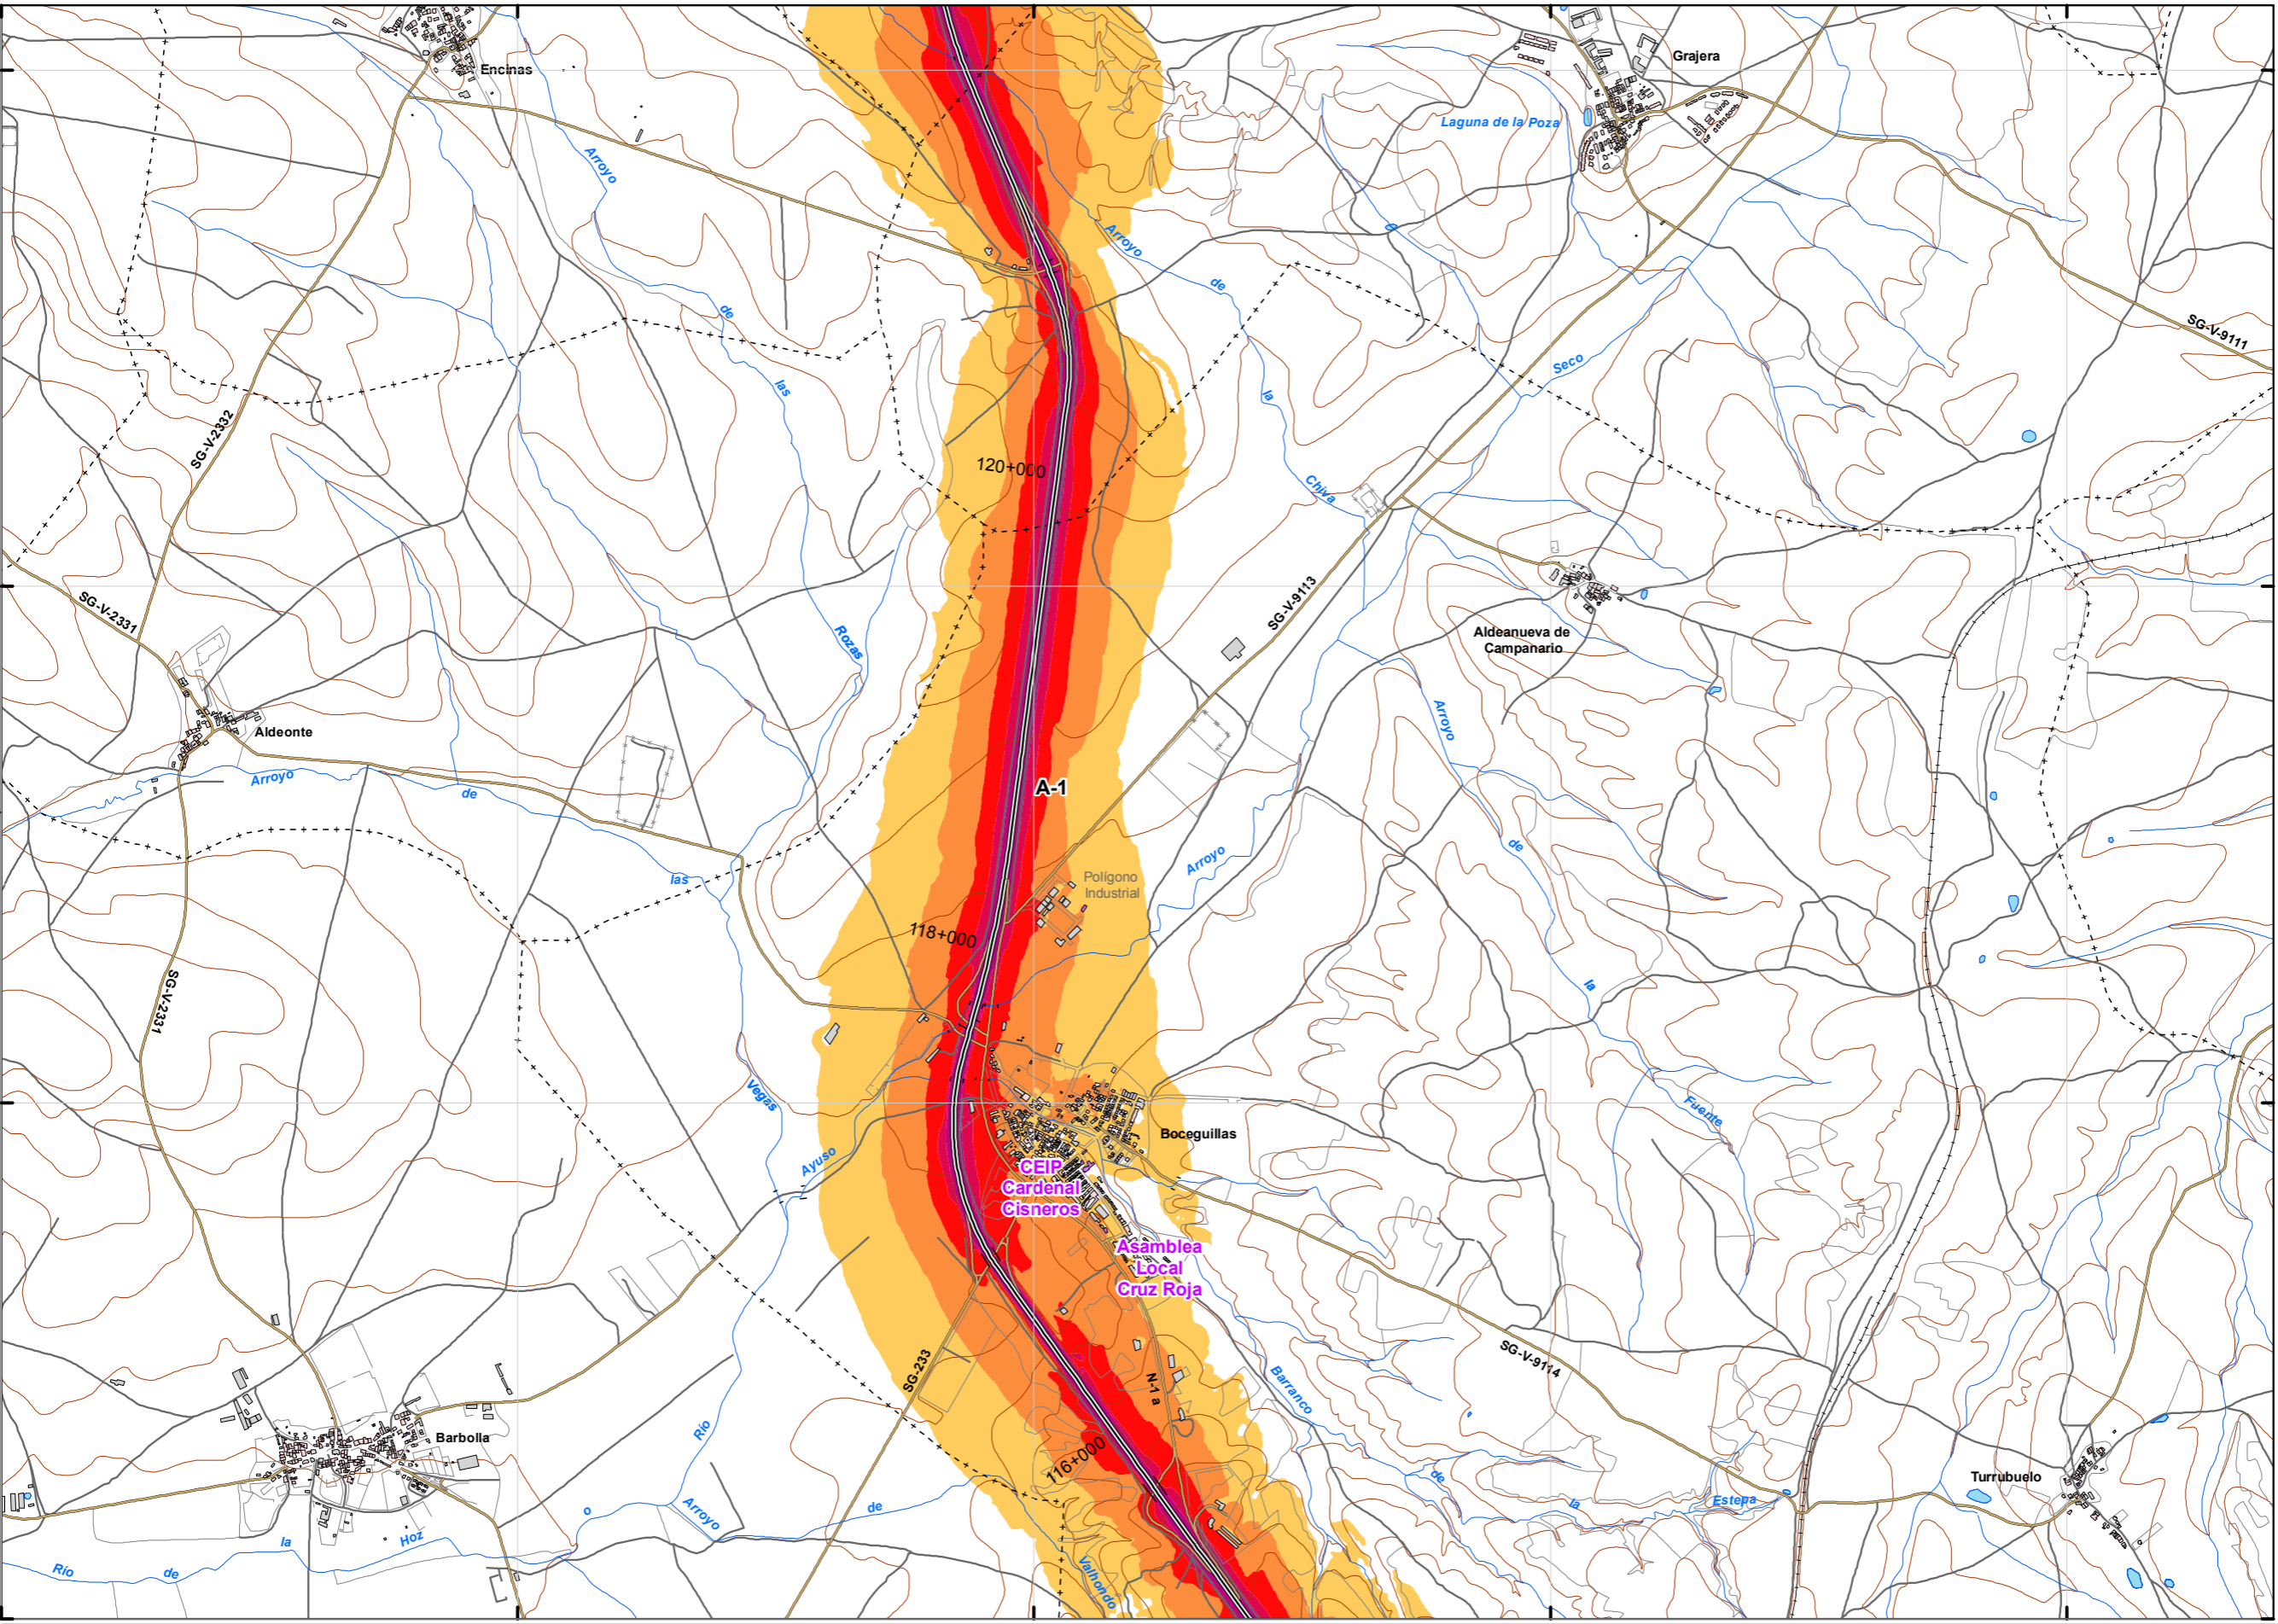 Encinas
Grajera
Laguna de la Poza
Arroyo
de
las
Rozas
Arroyo
de
la
Chiva
Seco
SG-V-9111
SG-V-2332
120+000
SG-V-9113
SG-V-2331
Aldeanueva de
Campanario
Aldeonte
Arroyo
de
las
Vegas
A-1
Arroyo
Polígono
Industrial
118+000
SG-V-2331
Arroyo
de
la
Fuente
Ayuso
Boceguillas
CEIP
Cardenal
Cisneros
Asamblea
Local
Cruz Roja
SG-233
N-1 a
SG-V-9114
Barranco
de
la
Estepa
116+000
Barbolla
Río
o
Arroyo
de
Valhondo
Turrubuelo
Río
de
la
Hoz